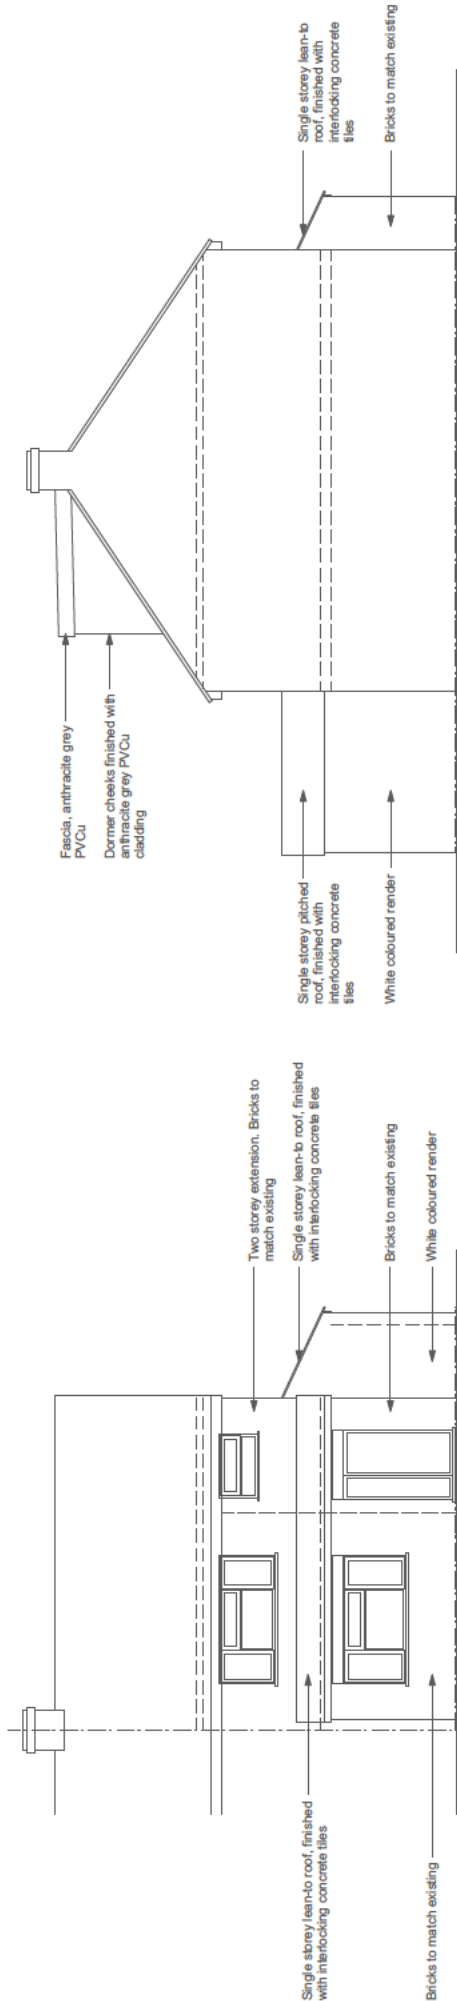 Single storey lean-to roof, finished
with interlocking concrete tiles
Bricks to match existing
Two storey extension. Bricks to
match existing
Single storey lean-to roof, finished
with interlocking concrete tiles
Bricks to match existing
White coloured render
Fascia, anthracite grey
PVCu
Dormer cheeks finished with
anthracite grey PVCu
cladding
Single storey pitched
roof, finished with
interlocking concrete
tiles
White coloured render
Single storey lean-to
roof, finished with
interlocking concrete
tiles
Bricks to match existing